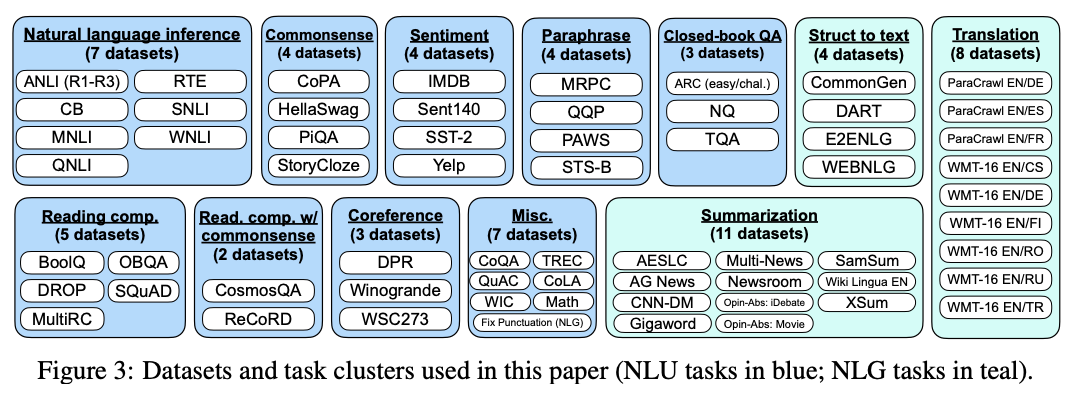 Natural language inference
(7 datasets)
ANLI (R1-R3)
RTE
CB
SNLI
MNLI
WNLI
QNLI
Commonsense
(4 datasets)
CoPA
HellaSwag
PiQA
StoryCloze
Sentiment
(4 datasets)
IMDB
Sent140
SST-2
Yelp
Paraphrase
(4 datasets)
MRPC
QQP
PAWS
STS-B
Closed-book QA
(3 datasets)
ARC (easy/chal.)
NQ
TQA
Struct to text
(4 datasets)
CommonGen
DART
E2ENLG
WEBNLG
Translation
(8 datasets)
ParaCrawl EN/DE
ParaCrawl EN/ES
ParaCrawl EN/FR
WMT-16 EN/CS
WMT-16 EN/DE
WMT-16 EN/FI
WMT-16 EN/RO
WMT-16 EN/RU
WMT-16 EN/TR
Reading comp.
(5 datasets)
BoolQ
OBQA
DROP
SQuAD
MultiRC
Read. comp. w/
commonsense
(2 datasets)
CosmosQA
ReCoRD
Coreference
(3 datasets)
DPR
Winogrande
WSC273
Misc.
(7 datasets)
CoQA
TREC
QuAC
CoLA
WIC
Math
Fix Punctuation (NLG)
Summarization
(11 datasets)
AESLC
Multi-News
SamSum
AG News
Newsroom
Wiki Lingua EN
CNN-DM
Opin-Abs: iDebate
XSum
Gigaword
Opin-Abs: Movie
Figure 3: Datasets and task clusters used in this paper (NLU tasks in blue; NLG tasks in teal).